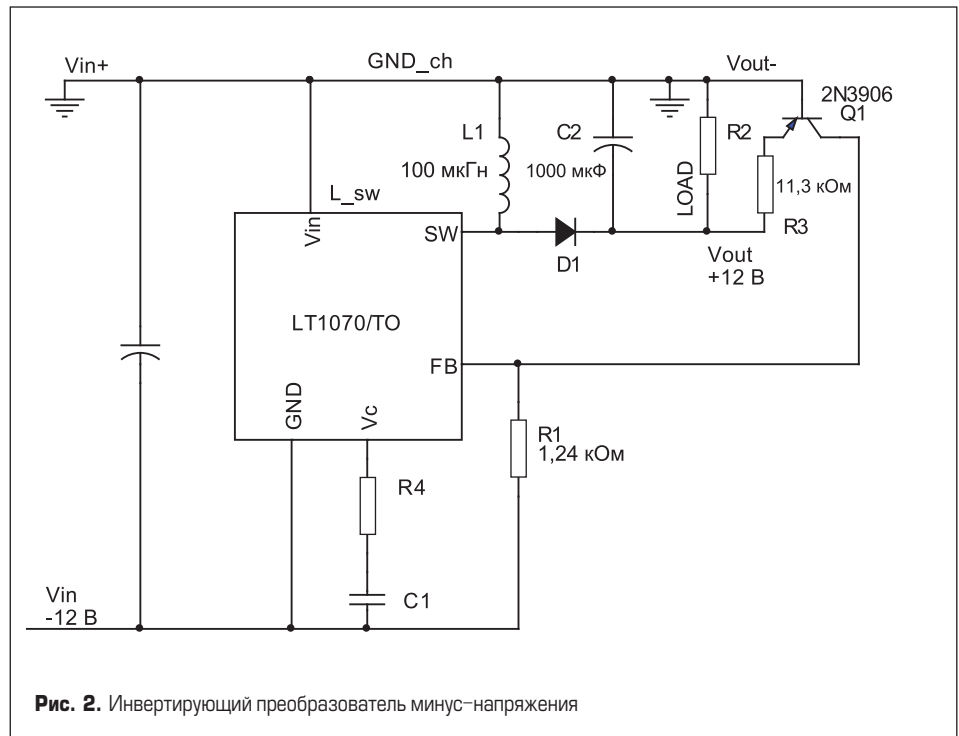 Vin+
GND_ch
Vout-
2N3906
Q1
L1
C2
R2
100 мкГн
1000 мкФ
LOAD
11,3 кОм
R3
L_sw
Vin
SW
D1
Vout
+12 В
LT1070/TO
FB
GND
Vc
R1
1,24 кОм
R4
C1
Vin
-12 В
Рис. 2. Инвертирующий преобразователь минус-напряжения